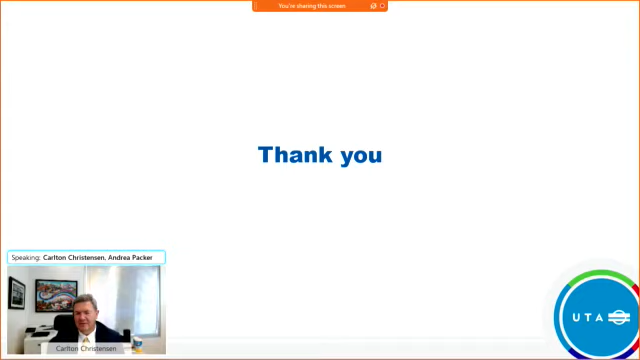 You're sharing this screen
Thank you
Speaking: Carlton Christensen, Andrea Packer
Carlton Christensen
UTA